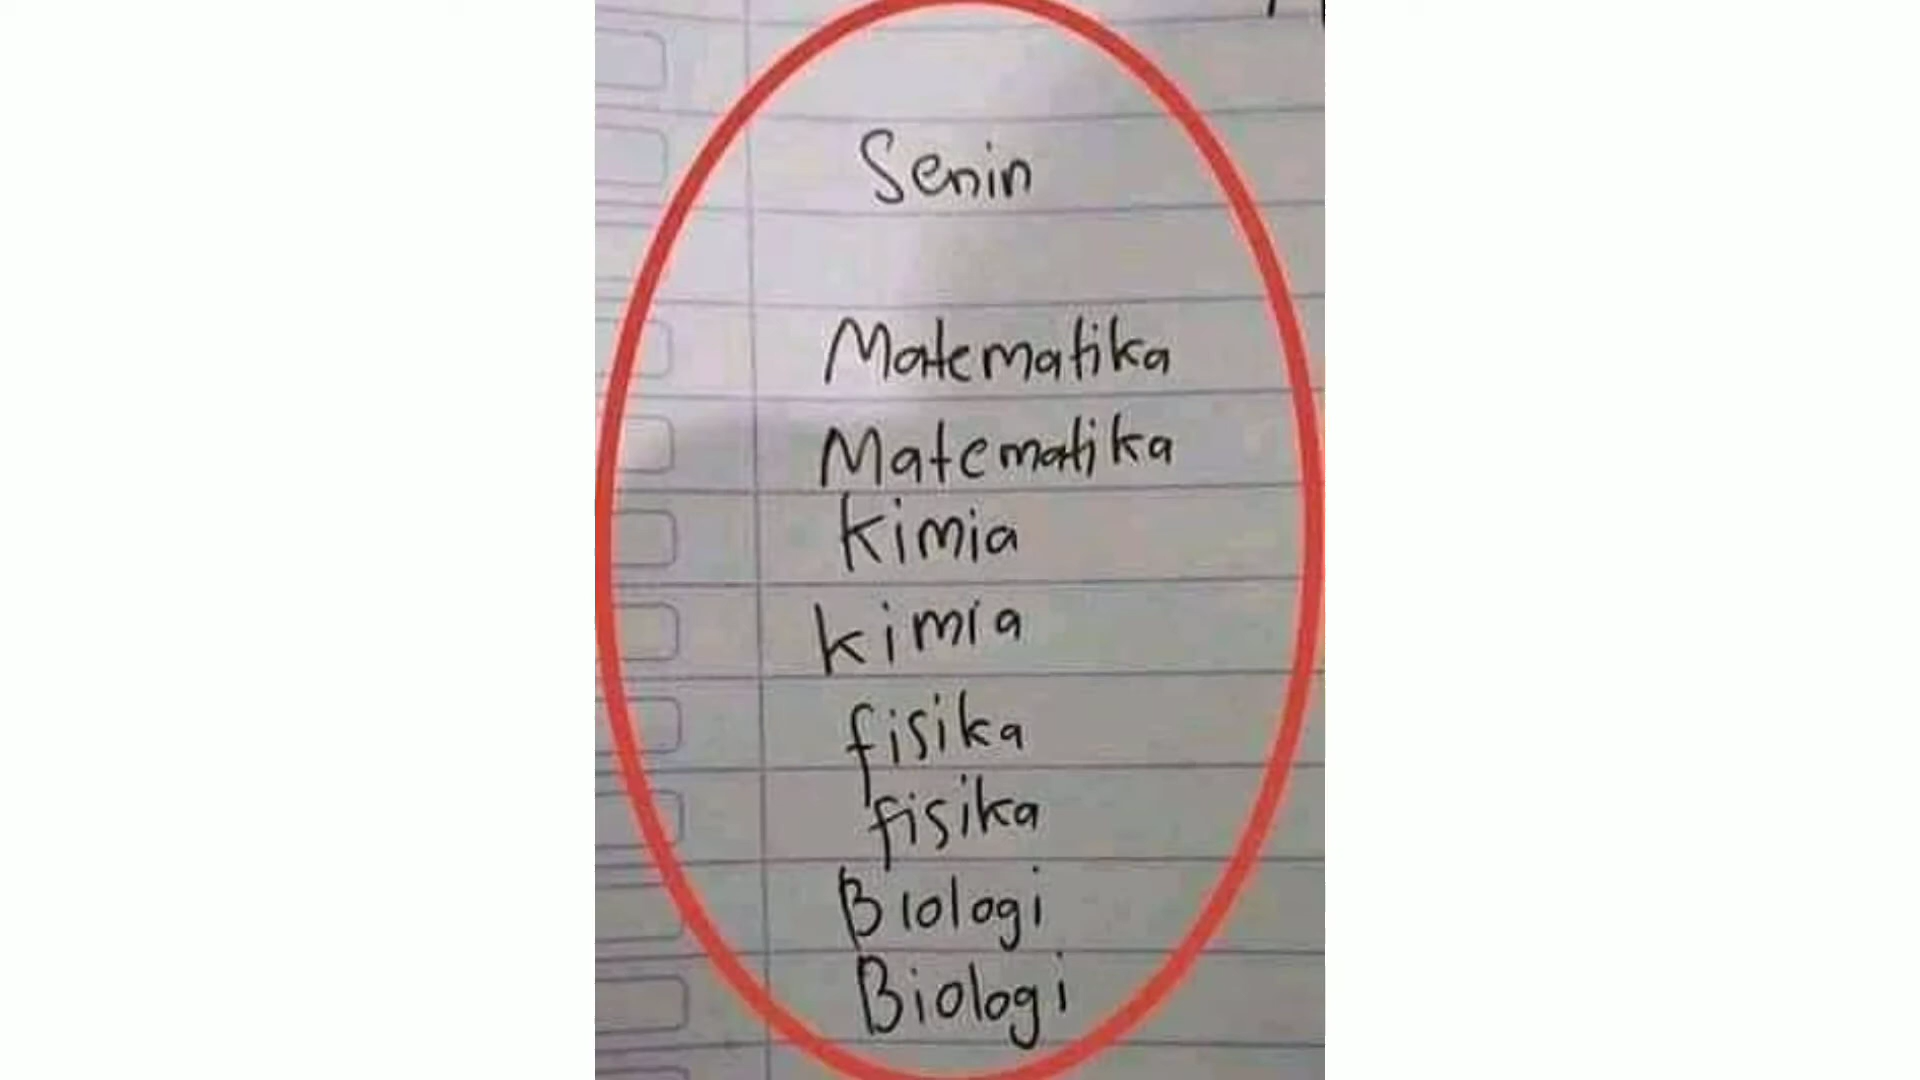 Senin
Matematika
Matematika
kimia
kimia
fisika
fisika
Biologi
Biologi